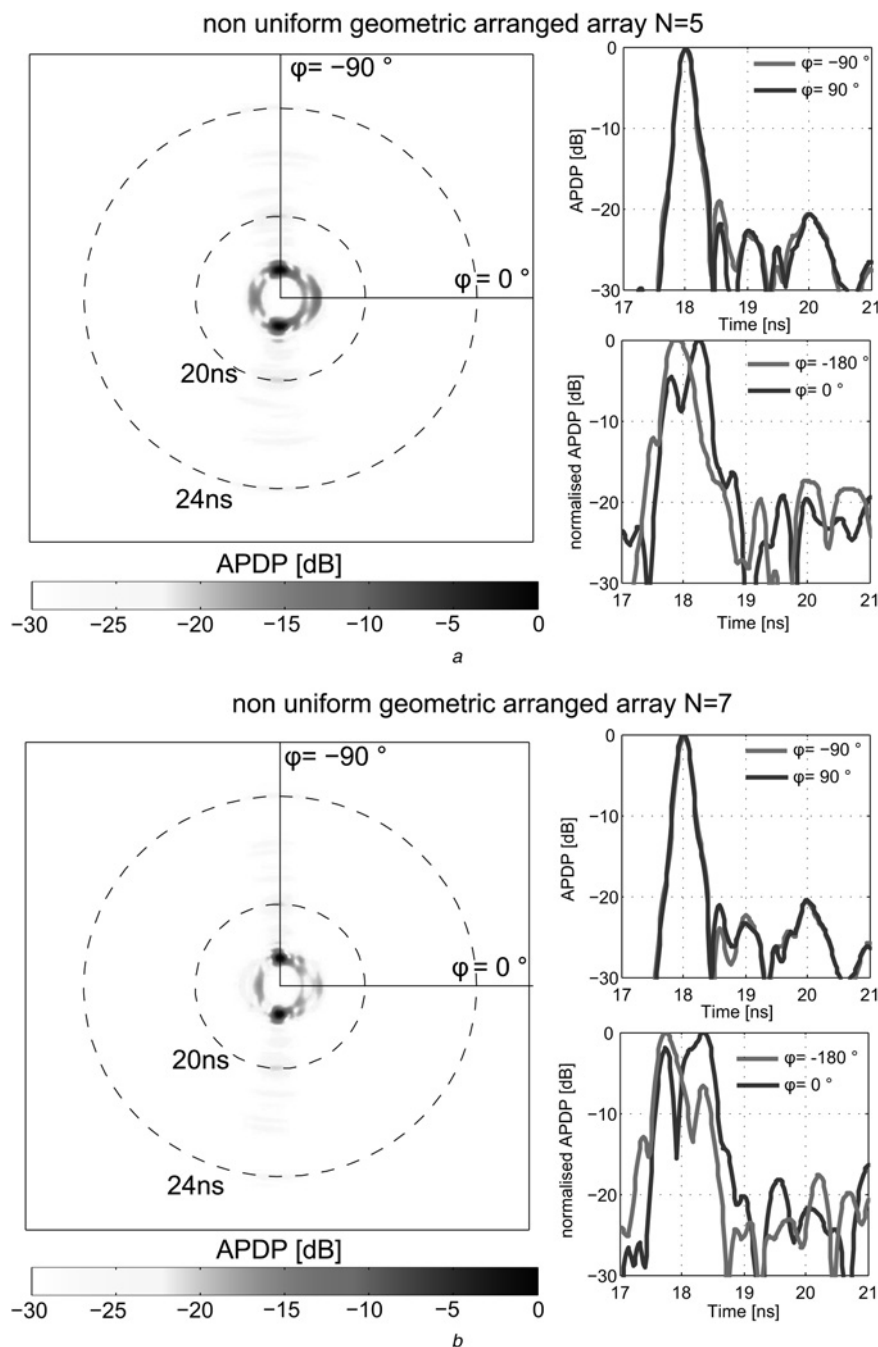 non uniform geometric arranged array N=5
φ= −90 °
φ= 0 °
20ns
24ns
APDP [dB]
−30 −25 −20 −15 −10 −5 0
APDP [dB]
0
−10
−20
−30
17 18 19 20 21
Time [ns]
φ= −90 °
φ= 90 °
normalised APDP [dB]
0
−10
−20
−30
17 18 19 20 21
Time [ns]
φ= -180 °
φ= 0 °
a
non uniform geometric arranged array N=7
φ= −90 °
φ= 0 °
20ns
24ns
APDP [dB]
−30 −25 −20 −15 −10 −5 0
APDP [dB]
0
−10
−20
−30
17 18 19 20 21
Time [ns]
φ= −90 °
φ= 90 °
normalised APDP [dB]
0
−10
−20
−30
17 18 19 20 21
Time [ns]
φ= -180 °
φ= 0 °
b